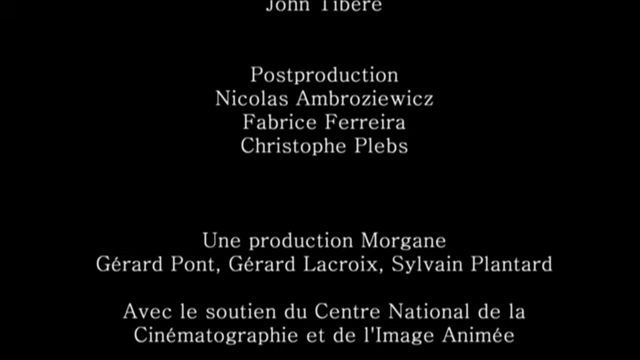 John Tibère
Postproduction
Nicolas Ambroziewicz
Fabrice Ferreira
Christophe Plebs
Une production Morgane
Gérard Pont, Gérard Lacroix, Sylvain Plantard
Avec le soutien du Centre National de la
Cinématographie et de l'Image Animée